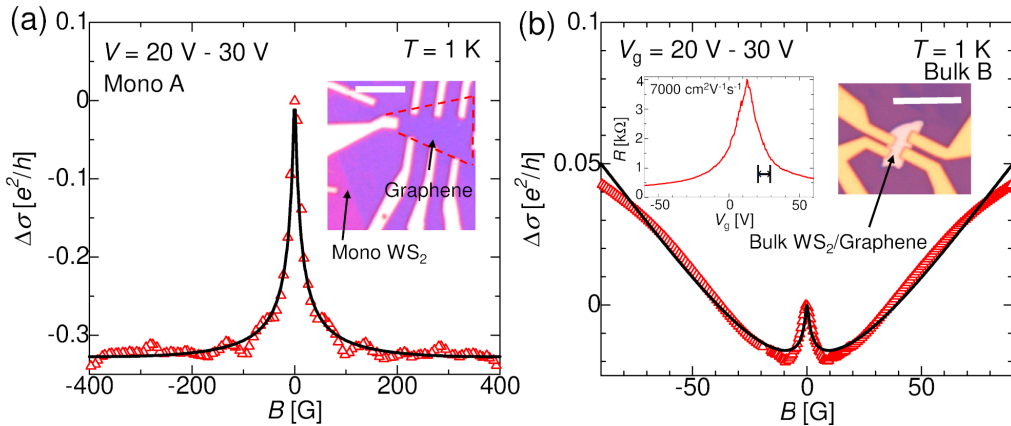 (a)
0.1
0
-0.1
-0.2
-0.3
Δσ [e²/h]
V = 20 V - 30 V
T = 1 K
Mono A
Graphene
Mono WS₂
-400
-200
0
200
400
B [G]
(b)
0.1
0.05
0
Δσ [e²/h]
V_g = 20 V - 30 V
T = 1 K
Bulk B
7000 cm²V⁻¹s⁻¹
4
3
2
1
0
R [kΩ]
-50
0
50
V_g [V]
Bulk WS₂/Graphene
-50
0
50
B [G]